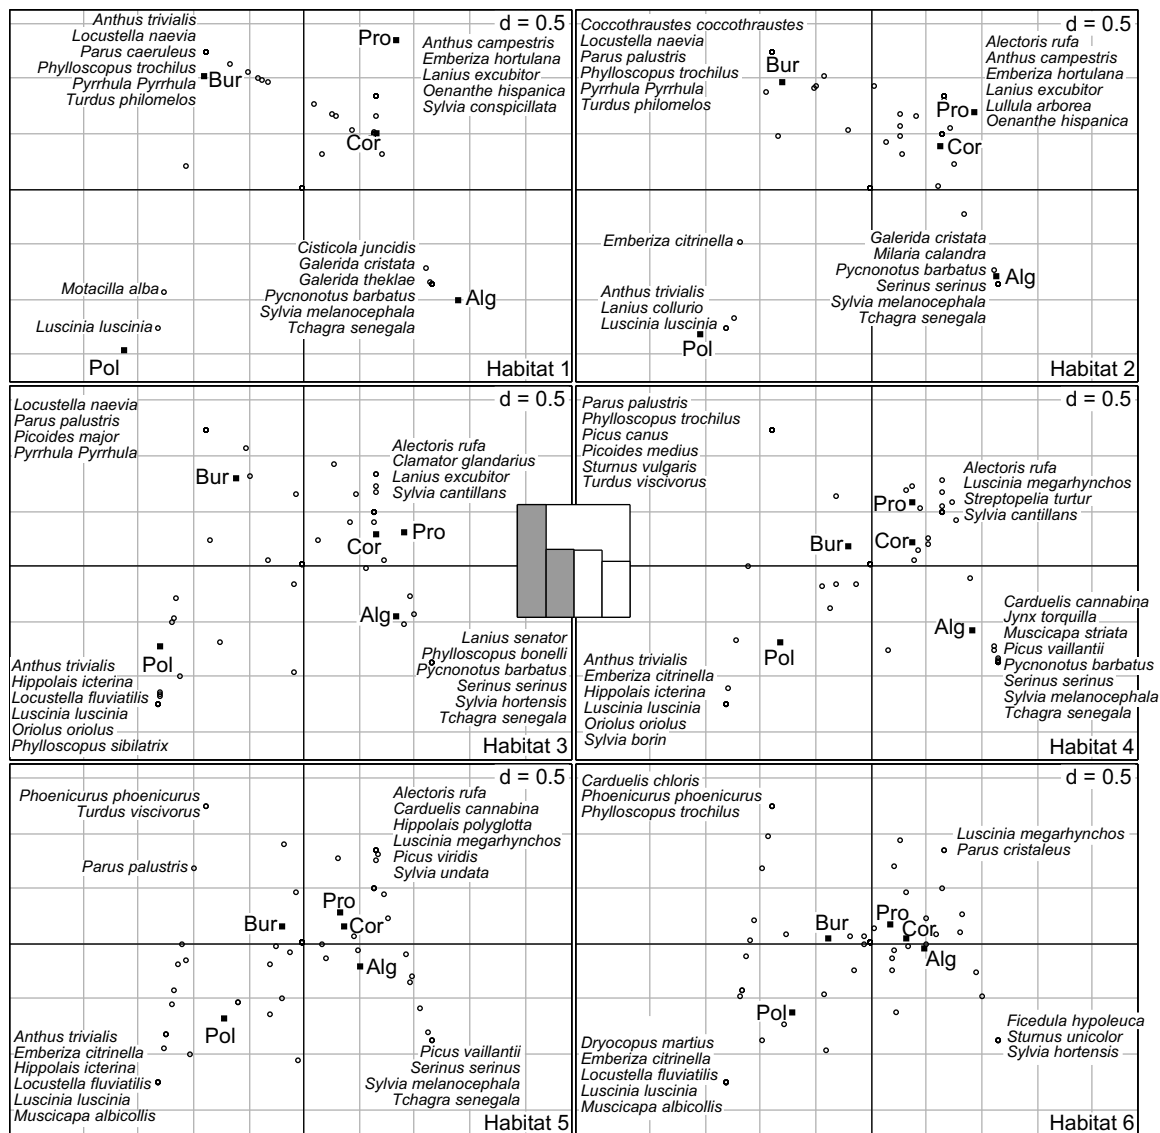 d = 0.5
Anthus trivialis
Locustella naevia
Parus caeruleus
Phylloscopus trochilus
Pyrrhula Pyrrhula
Turdus philomelos
Bur
Pro
Anthus campestris
Emberiza hortulana
Lanius excubitor
Oenanthe hispanica
Sylvia conspicillata
Cor
Cisticola juncidis
Galerida cristata
Galerida theklae
Pycnonotus barbatus
Sylvia melanocephala
Tchagra senegala
Alg
Motacilla alba
Luscinia luscinia
Pol
Habitat 1
d = 0.5
Coccothraustes coccothraustes
Locustella naevia
Parus palustris
Phylloscopus trochilus
Pyrrhula Pyrrhula
Turdus philomelos
Bur
Alectoris rufa
Anthus campestris
Emberiza hortulana
Lanius excubitor
Lullula arborea
Oenanthe hispanica
Pro
Cor
Emberiza citrinella
Galerida cristata
Milaria calandra
Pycnonotus barbatus
Serinus serinus
Sylvia melanocephala
Tchagra senegala
Alg
Anthus trivialis
Lanius collurio
Luscinia luscinia
Pol
Habitat 2
d = 0.5
Locustella naevia
Parus palustris
Picoides major
Pyrrhula Pyrrhula
Bur
Alectoris rufa
Clamator glandarius
Lanius excubitor
Sylvia cantillans
Pro
Cor
Alg
Pol
Anthus trivialis
Hippolais icterina
Locustella fluviatilis
Luscinia luscinia
Oriolus oriolus
Phylloscopus sibilatrix
Lanius senator
Phylloscopus bonelli
Pycnonotus barbatus
Serinus serinus
Sylvia hortensis
Tchagra senegala
Habitat 3
d = 0.5
Parus palustris
Phylloscopus trochilus
Picus canus
Picoides medius
Sturnus vulgaris
Turdus viscivorus
Alectoris rufa
Luscinia megarhynchos
Streptopelia turtur
Sylvia cantillans
Pro
Bur
Cor
Alg
Pol
Anthus trivialis
Emberiza citrinella
Hippolais icterina
Luscinia luscinia
Oriolus oriolus
Sylvia borin
Carduelis cannabina
Jynx torquilla
Muscicapa striata
Picus vaillantii
Pycnonotus barbatus
Serinus serinus
Sylvia melanocephala
Tchagra senegala
Habitat 4
d = 0.5
Phoenicurus phoenicurus
Turdus viscivorus
Parus palustris
Alectoris rufa
Carduelis cannabina
Hippolais polyglotta
Luscinia megarhynchos
Picus viridis
Sylvia undata
Pro
Bur
Cor
Alg
Pol
Anthus trivialis
Emberiza citrinella
Hippolais icterina
Locustella fluviatilis
Luscinia luscinia
Muscicapa albicollis
Picus vaillantii
Serinus serinus
Sylvia melanocephala
Tchagra senegala
Habitat 5
d = 0.5
Carduelis chloris
Phoenicurus phoenicurus
Phylloscopus trochilus
Luscinia megarhynchos
Parus cristaleus
Pro
Bur
Cor
Alg
Pol
Dryocopus martius
Emberiza citrinella
Locustella fluviatilis
Luscinia luscinia
Muscicapa albicollis
Ficedula hypoleuca
Sturnus unicolor
Sylvia hortensis
Habitat 6